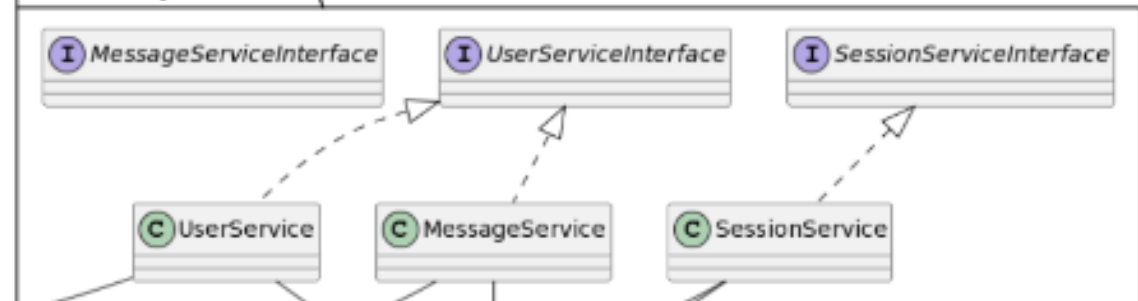 I MessageServiceInterface
I UserServiceInterface
I SessionServiceInterface
C UserService
C MessageService
C SessionService